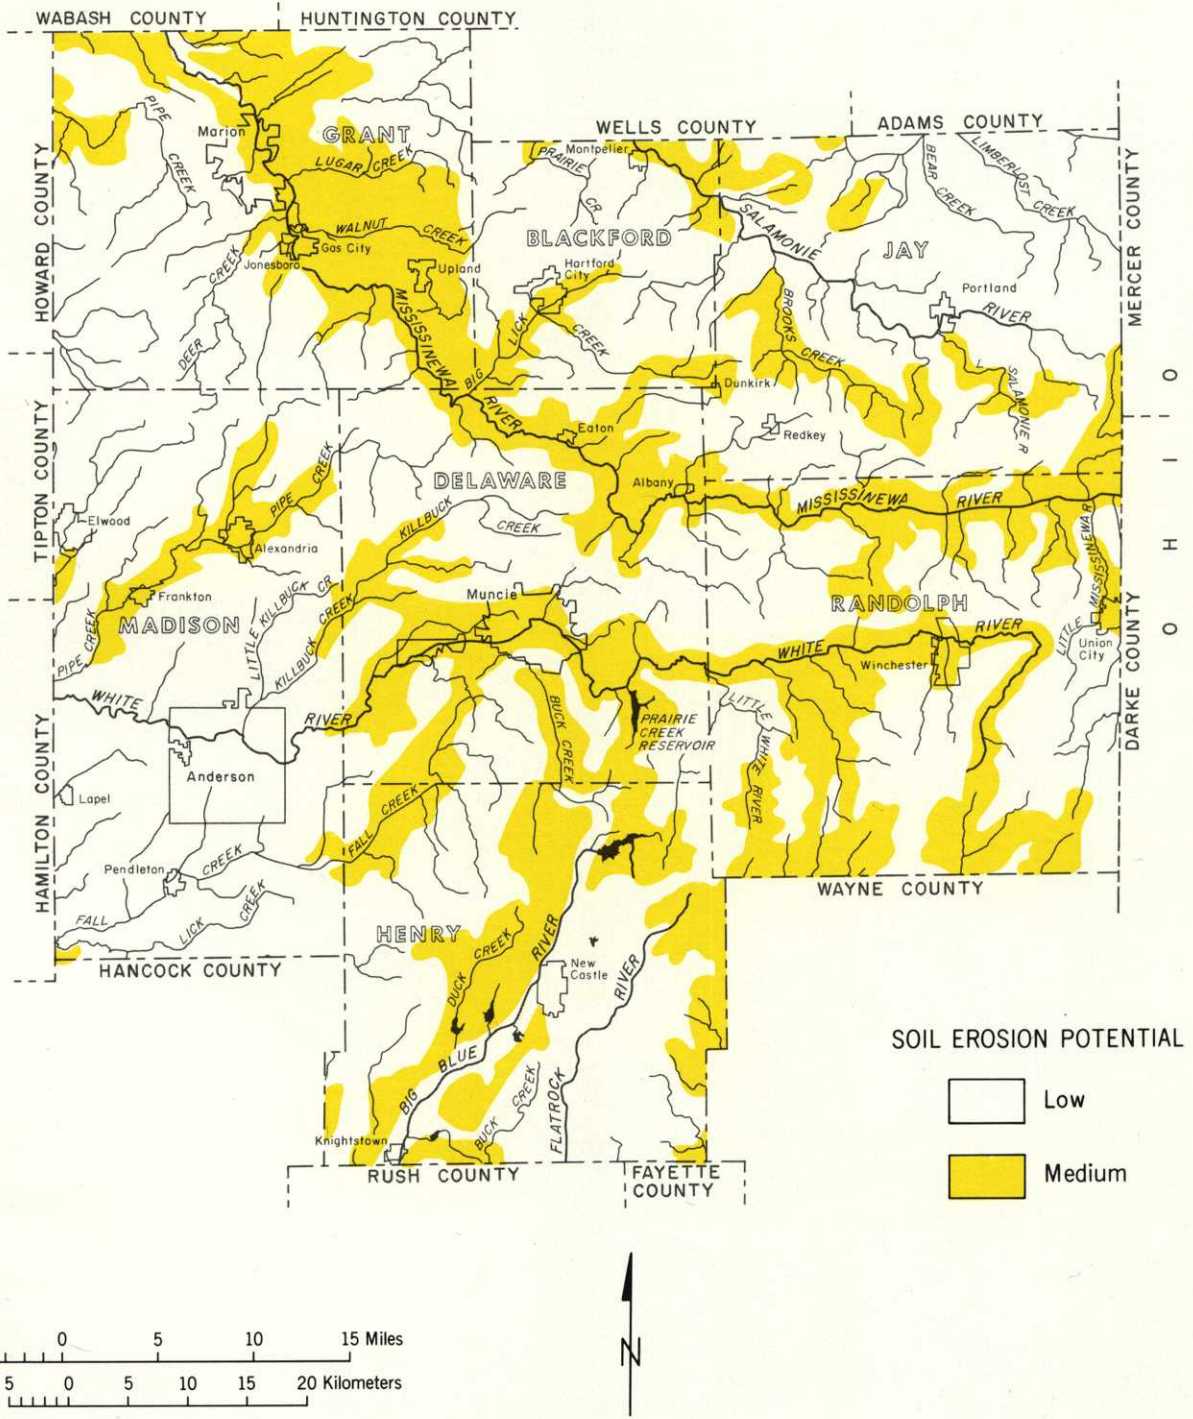 WABASH COUNTY
HUNTINGTON COUNTY
WELLS COUNTY
ADAMS COUNTY
HOWARD COUNTY
MERCER COUNTY
TIPTON COUNTY
HAMILTON COUNTY
DARKE COUNTY
OHIO
PIPE
CREEK
Marion
GRANT
LUGAR CREEK
WALNUT
CREEK
Gas City
Jonesboro
Upland
DEER
CREEK
MISSISSINEWA
RIVER
Montpelier
PRAIRIE
CR.
BLACKFORD
Hartford
City
BIG
LICK
CREEK
SALAMONIE
RIVER
BEAR
CREEK
LIMBERLOST
CREEK
JAY
Portland
BROOKS
CREEK
L. SALAMONIE R
Dunkirk
Redkey
Elwood
PIPE CREEK
Alexandria
Frankton
MADISON
PIPE CREEK
LITTLE KILLBUCK CR
KILLBUCK CREEK
DELAWARE
KILLBUCK
CREEK
Eaton
Albany
MISSISSINEWA
RIVER
Muncie
RANDOLPH
LITTLE MISSISSINEWA R
Union
City
WHITE
RIVER
Winchester
WHITE
RIVER
Anderson
BUCK CREEK
PRAIRIE
CREEK
RESERVOIR
LITTLE WHITE
RIVER
Lapel
Pendleton
CREEK
FALL
LICK
CREEK
FALL CREEK
WAYNE COUNTY
HANCOCK COUNTY
HENRY
DUCK CREEK
RIVER
New
Castle
RIVER
BIG
BLUE
BUCK CREEK
FLATROCK
Knightstown
RUSH COUNTY
FAYETTE
COUNTY
SOIL EROSION POTENTIAL
Low
Medium
N
0 5 10 15 Miles
5 0 5 10 15 20 Kilometers